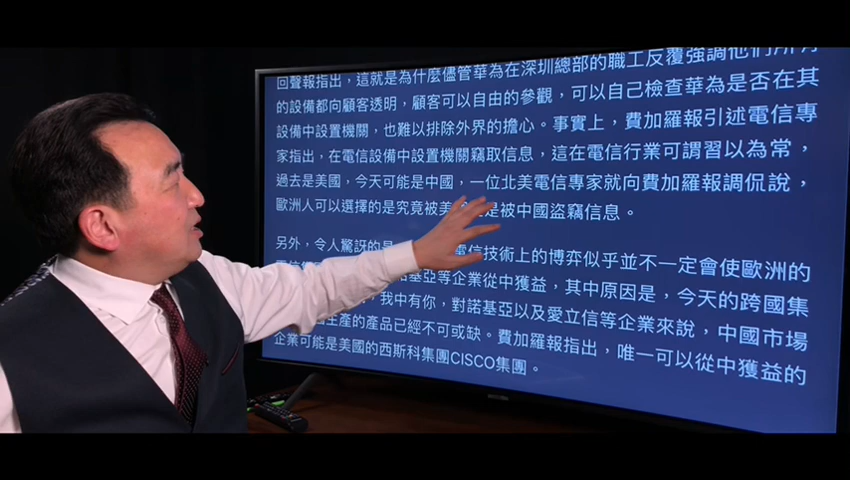 回聲報指出，這就是為什麼儘管華為在深圳總部的職工反覆強調他們所有
的設備都向顧客透明，顧客可以自由的參觀，可以自己檢查華為是否在其
設備中設置機關，也難以排除外界的擔心。事實上，費加羅報引述電信專
家指出，在電信設備中設置機關竊取信息，這在電信行業可謂習以為常，
過去是美國，今天可能是中國，一位北美電信專家就向費加羅報調侃說，
歐洲人可以選擇的是究竟被美 是被中國盜竊信息。
另外，令人驚訝的是 電信技術上的博弈似乎並不一定會使歐洲的
基亞等企業從中獲益，其中原因是，今天的跨國集
我中有你，對諾基亞以及愛立信等企業來說，中國市場
生產的產品已經不可或缺。費加羅報指出，唯一可以從中獲益的
企業可能是美國的西斯科集團CISCO集團。